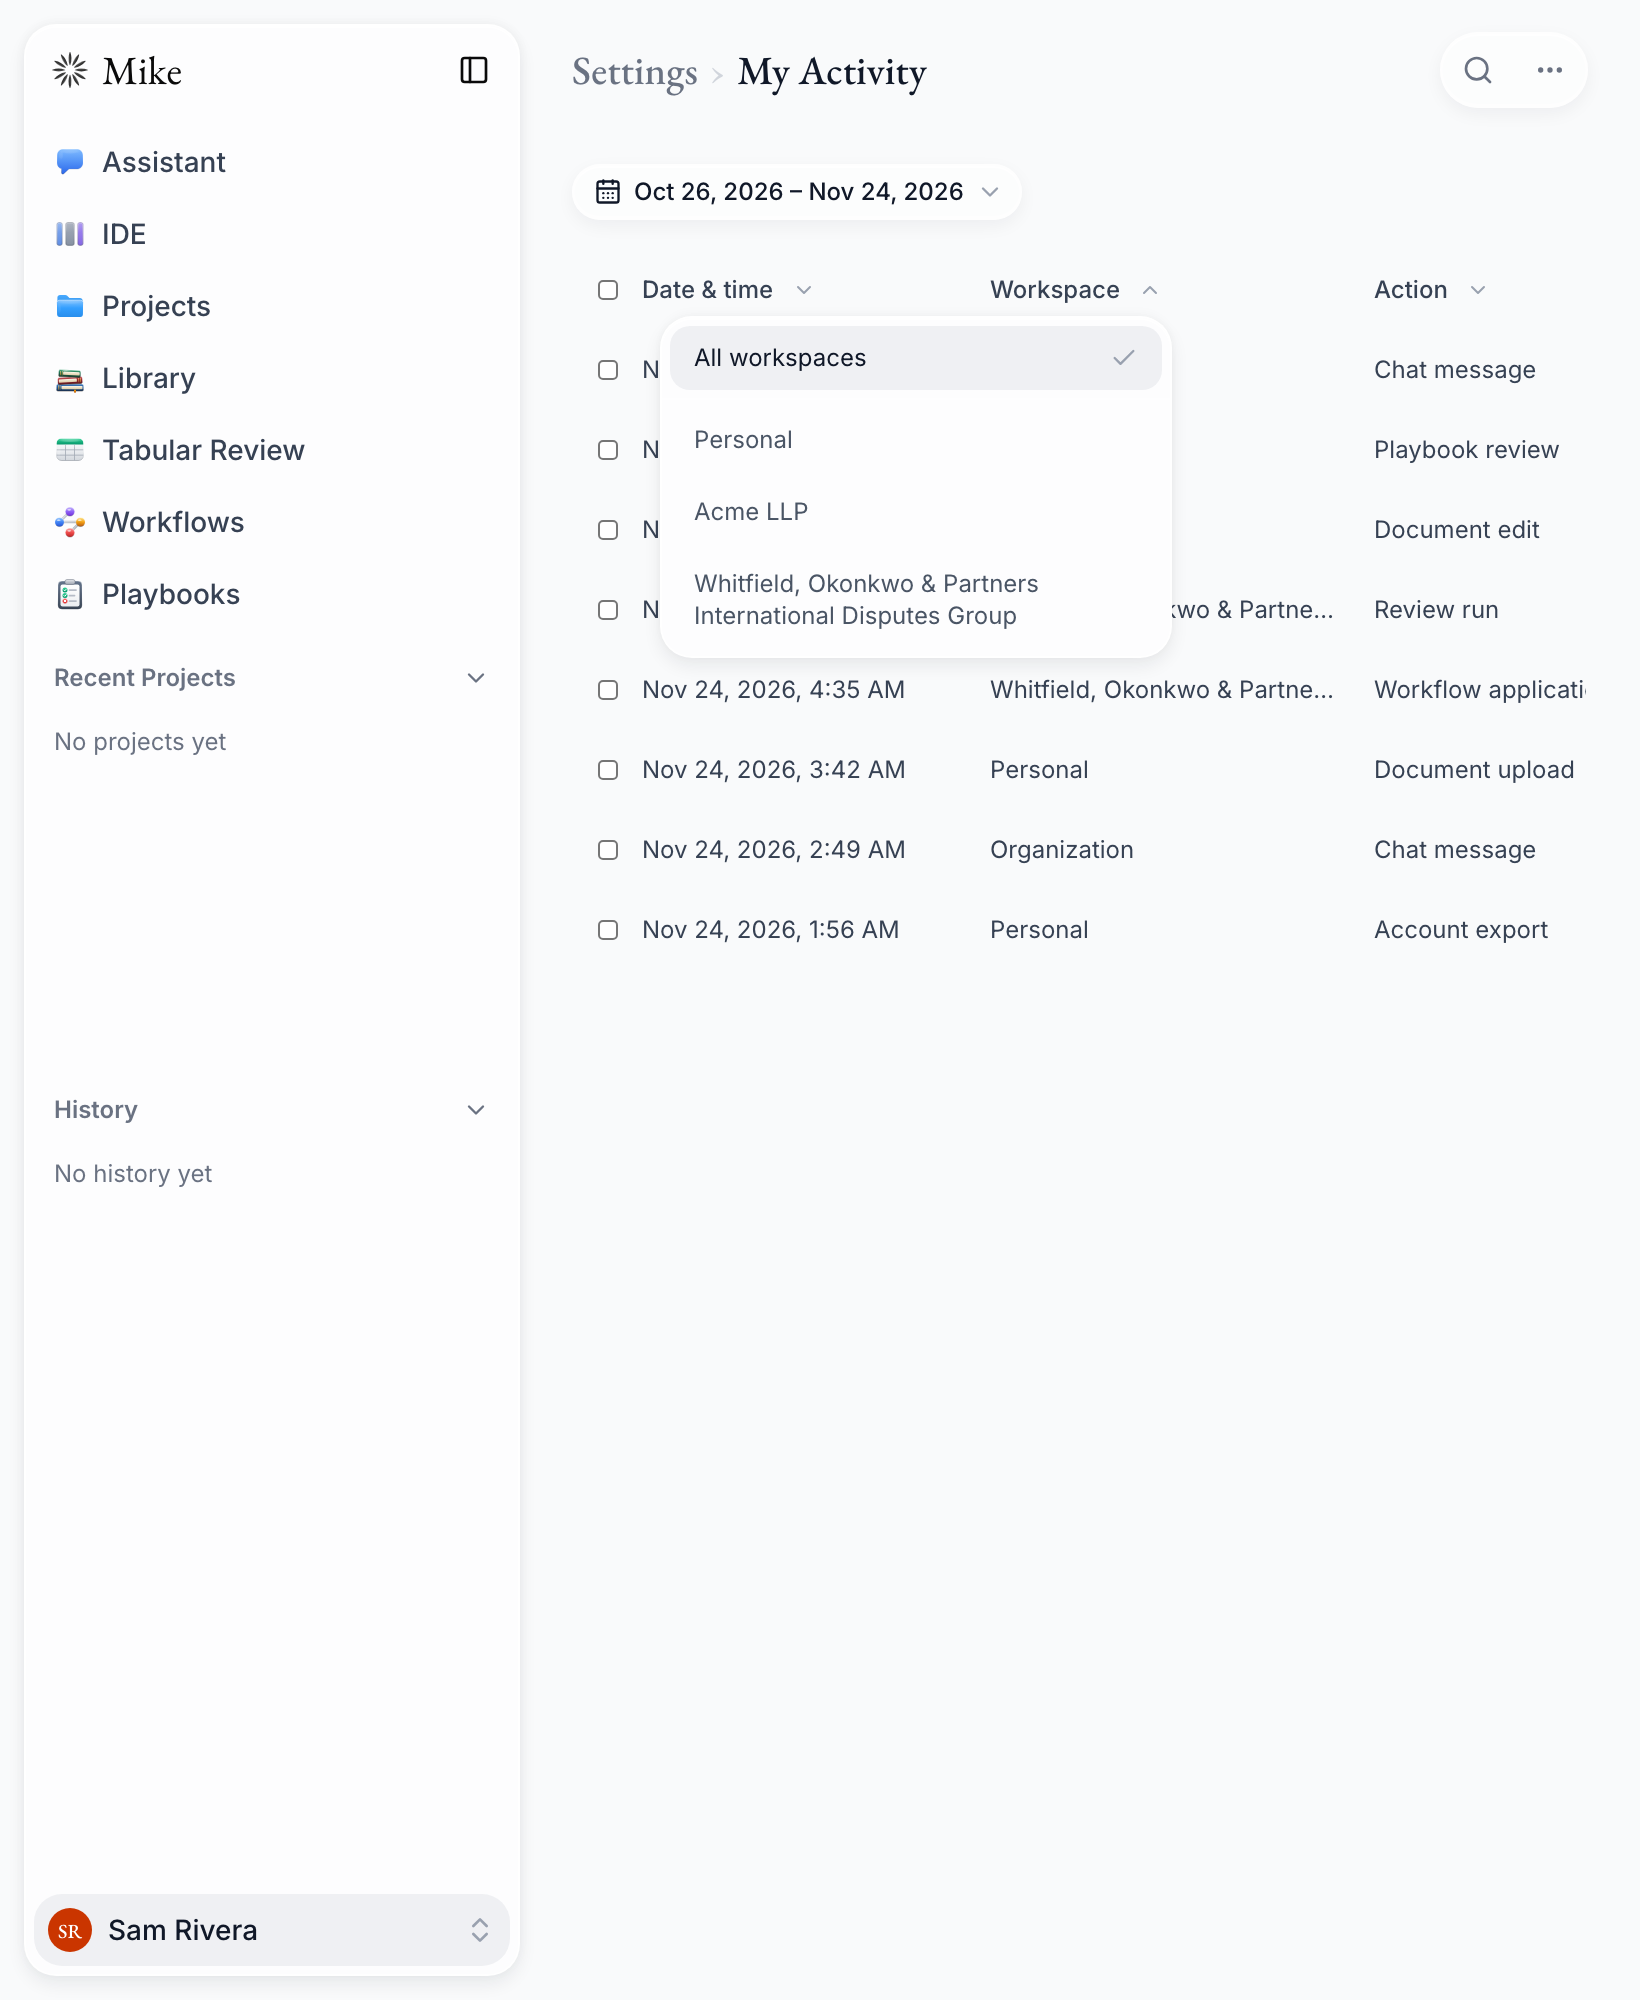 Mike
Assistant
IDE
Projects
Library
Tabular Review
Workflows
Playbooks
Recent Projects
No projects yet
History
No history yet
SR Sam Rivera
Settings › My Activity
Oct 26, 2026 – Nov 24, 2026
Date & time Workspace Action
All workspaces
Personal
Acme LLP
Whitfield, Okonkwo & Partners
International Disputes Group
N Chat message
N Playbook review
N Document edit
N kwo & Partne... Review run
Nov 24, 2026, 4:35 AM Whitfield, Okonkwo & Partne... Workflow applicati
Nov 24, 2026, 3:42 AM Personal Document upload
Nov 24, 2026, 2:49 AM Organization Chat message
Nov 24, 2026, 1:56 AM Personal Account export